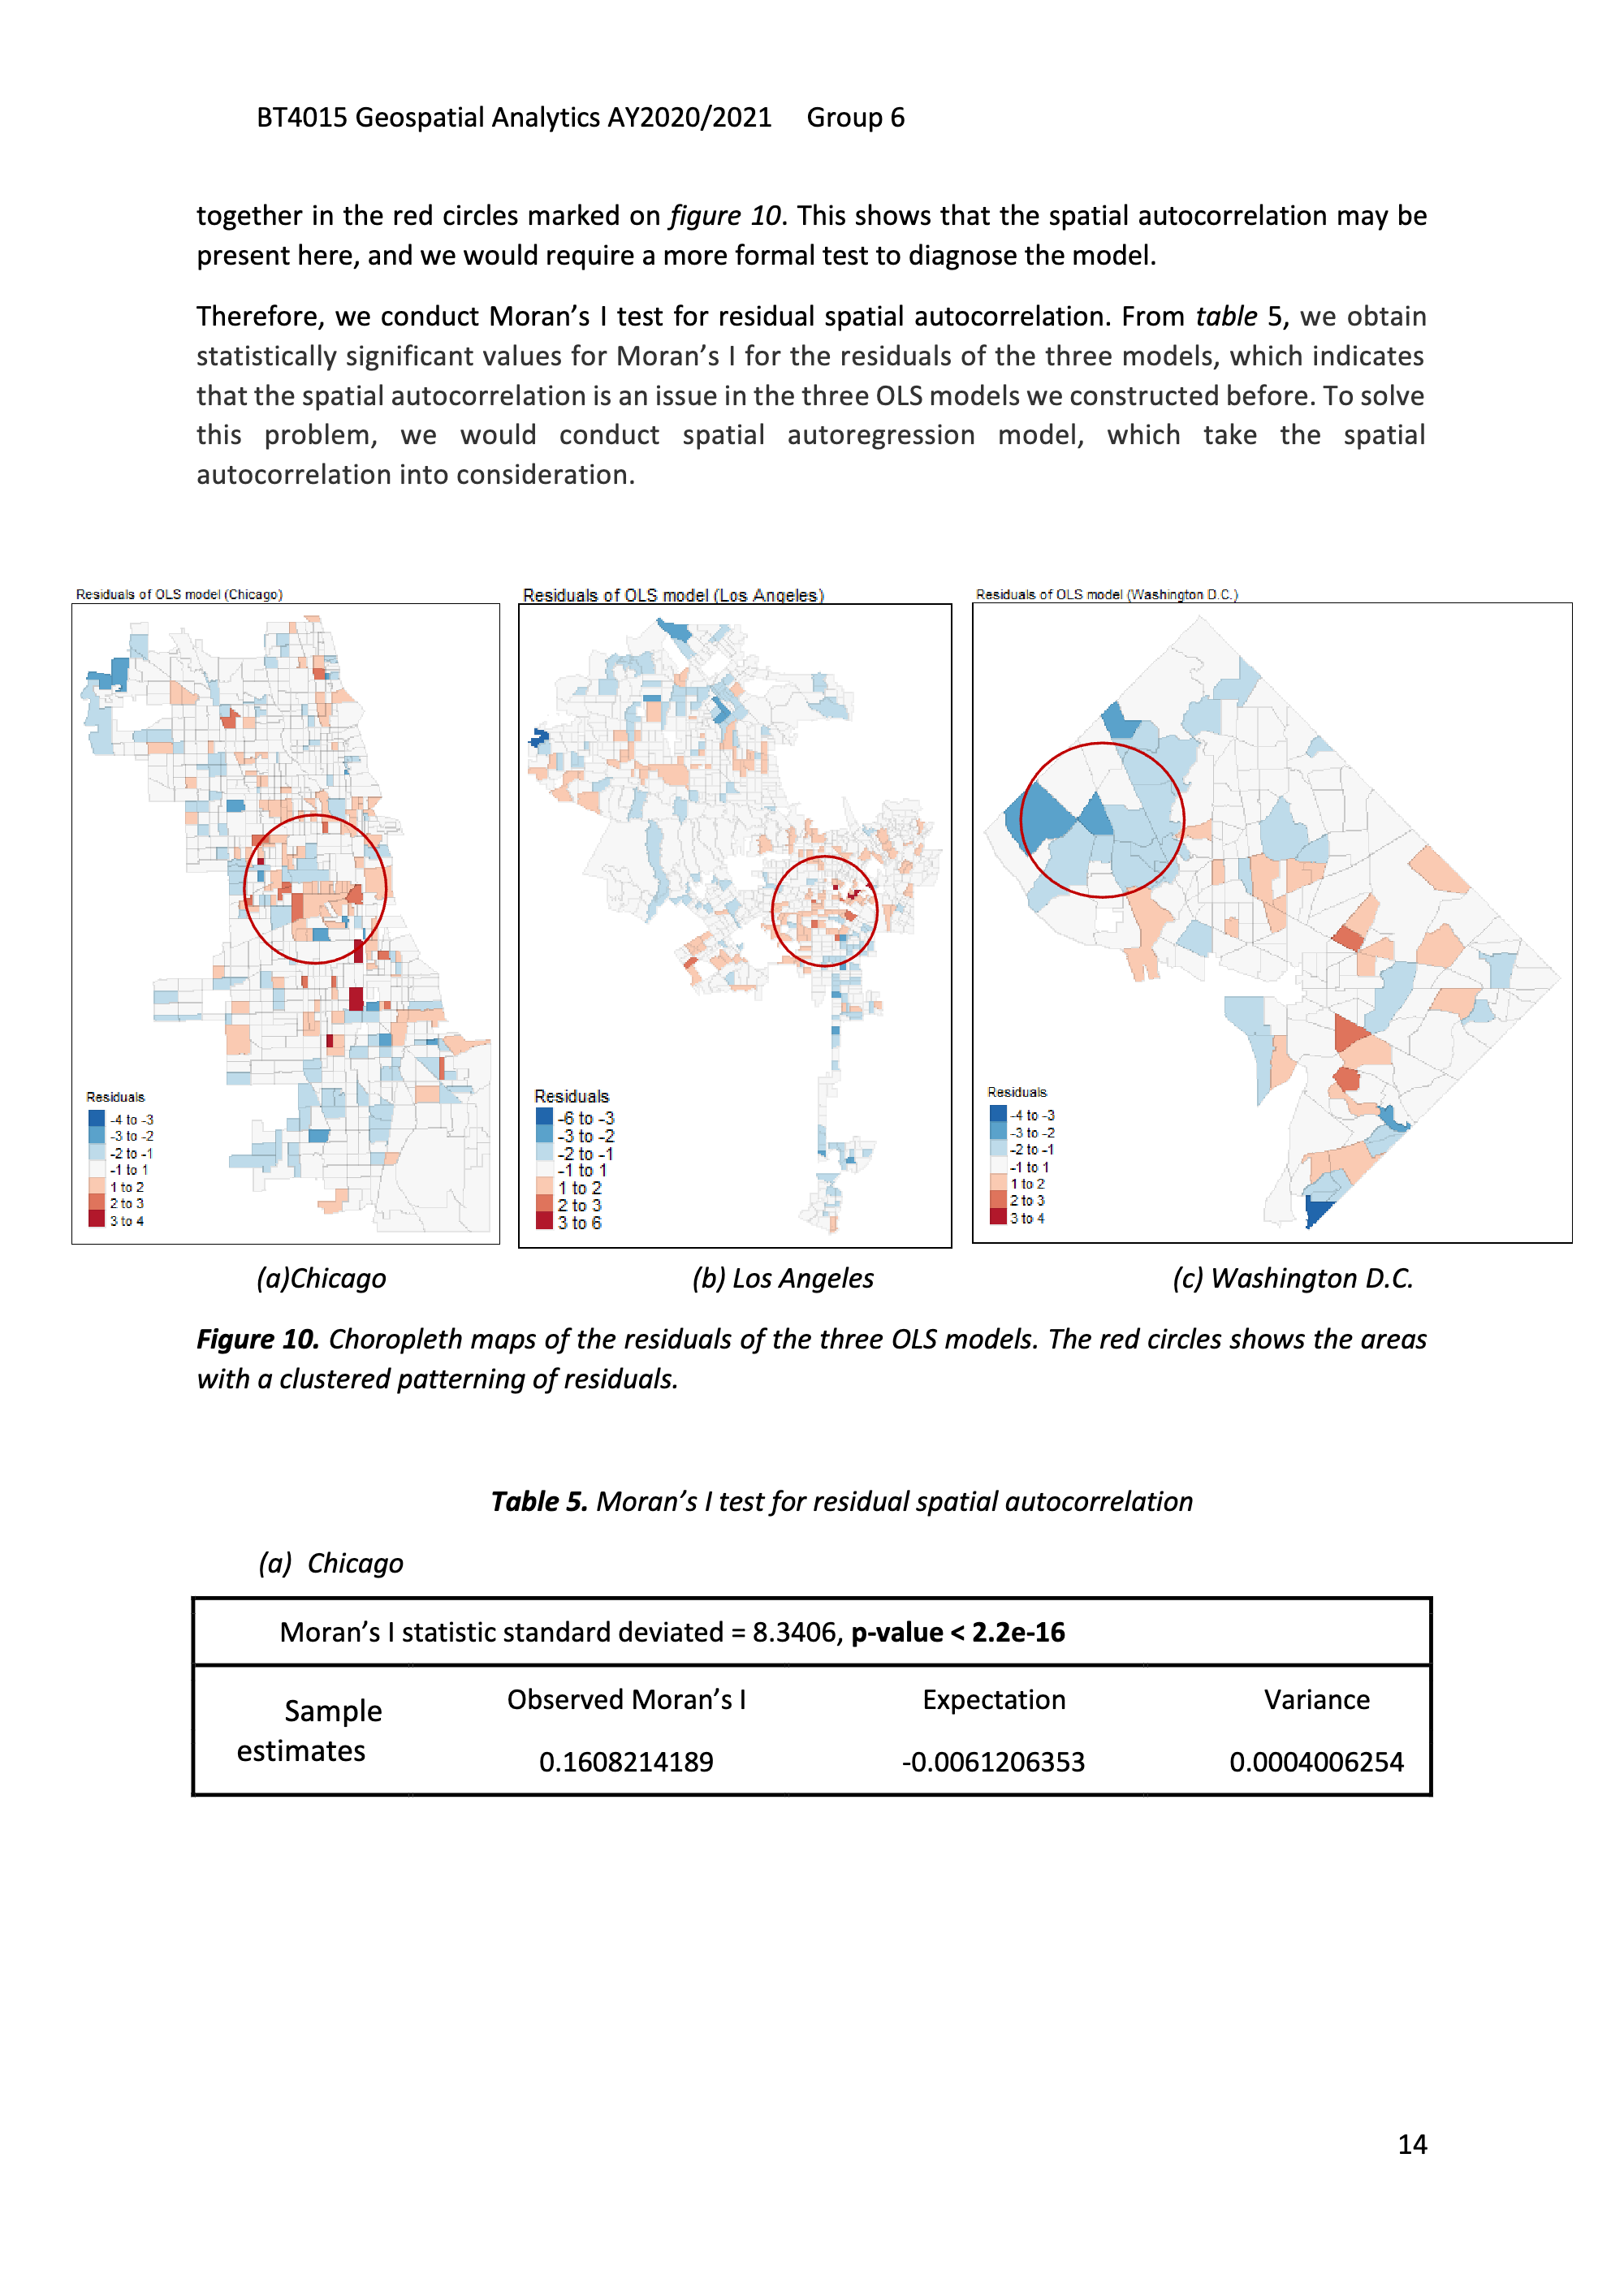 BT4015 Geospatial Analytics AY2020/2021 Group 6
together in the red circles marked on figure 10. This shows that the spatial autocorrelation may be
present here, and we would require a more formal test to diagnose the model.
Therefore, we conduct Moran’s I test for residual spatial autocorrelation. From table 5, we obtain
statistically significant values for Moran’s I for the residuals of the three models, which indicates
that the spatial autocorrelation is an issue in the three OLS models we constructed before. To solve
this problem, we would conduct spatial autoregression model, which take the spatial
autocorrelation into consideration.
Residuals of OLS model (Chicago)
Residuals
-4 to -3
-3 to -2
-2 to -1
-1 to 1
1 to 2
2 to 3
3 to 4
Residuals of OLS model (Los Angeles)
Residuals
-6 to -3
-3 to -2
-2 to -1
-1 to 1
1 to 2
2 to 3
3 to 6
Residuals of OLS model (Washington D.C.)
Residuals
-4 to -3
-3 to -2
-2 to -1
-1 to 1
1 to 2
2 to 3
3 to 4
(a)Chicago
(b) Los Angeles
(c) Washington D.C.
Figure 10. Choropleth maps of the residuals of the three OLS models. The red circles shows the areas
with a clustered patterning of residuals.
Table 5. Moran’s I test for residual spatial autocorrelation
(a) Chicago
Moran’s I statistic standard deviated = 8.3406, p-value < 2.2e-16
Sample
estimates
Observed Moran’s I
Expectation
Variance
0.1608214189
-0.0061206353
0.0004006254
14